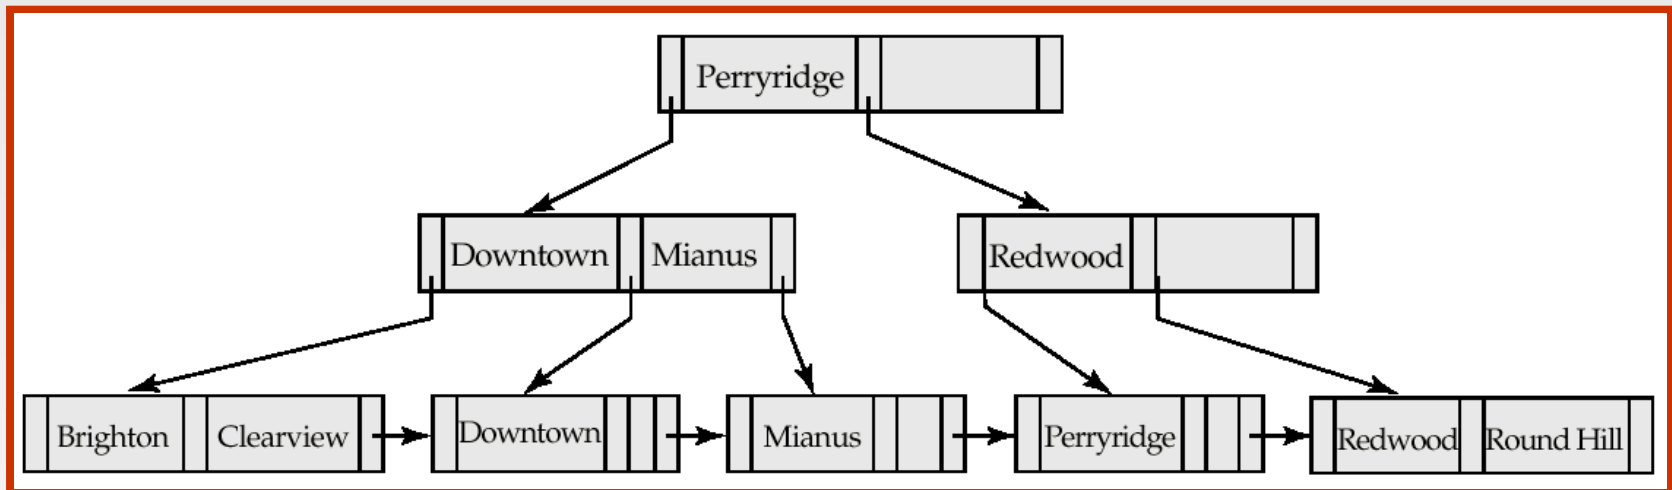 Perryridge
Downtown Mianus
Redwood
Brighton Clearview
Downtown
Mianus
Perryridge
Redwood Round Hill